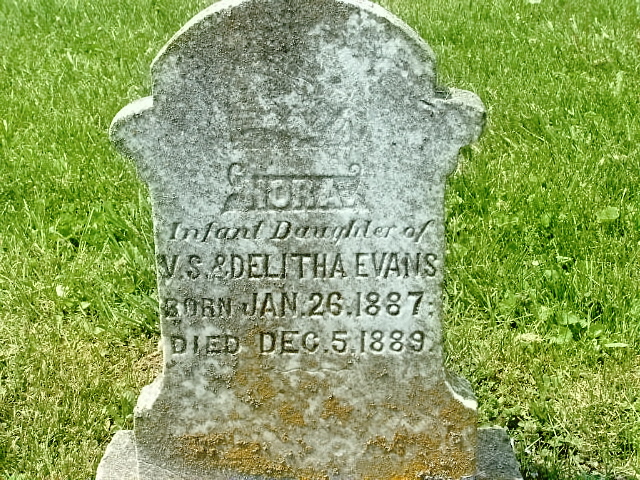 NORA
Infant Daughter of
V.S.&DELITHA EVANS
BORN JAN.26.1887.
DIED DEC.5.1889.